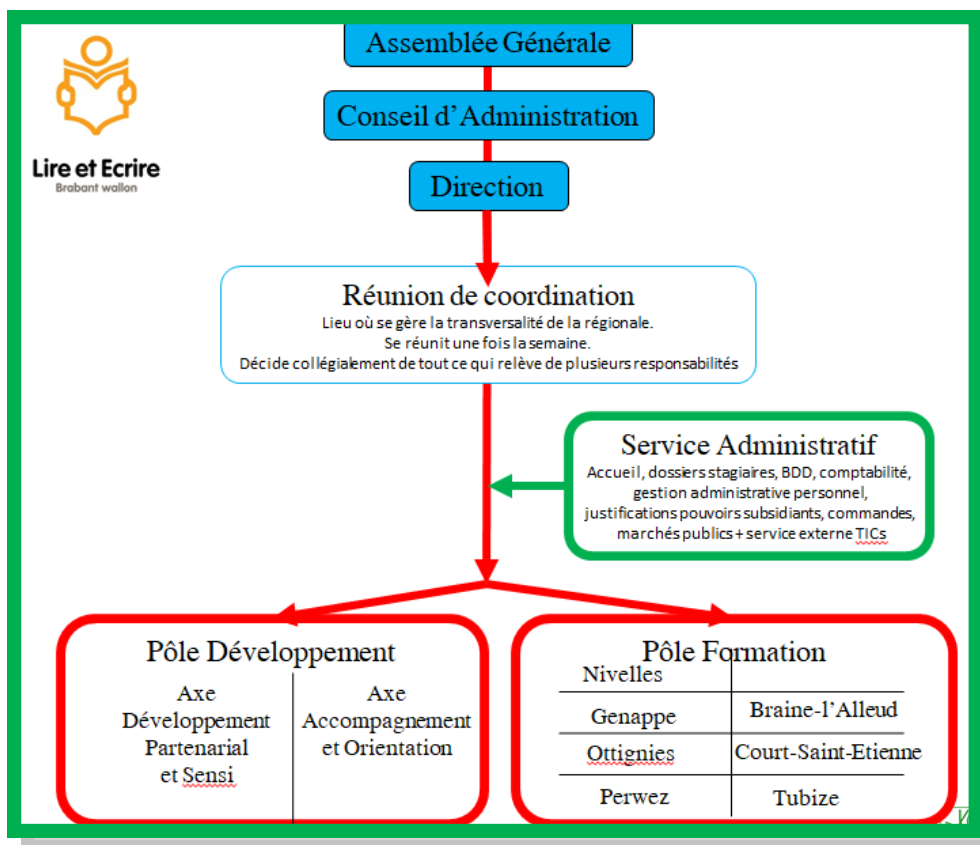 Assemblée Générale
Lire et Ecrire
Brabant wallon
Conseil d'Administration
Direction
Réunion de coordination
Lieu où se gère la transversalité de la régionale.
Se réunit une fois la semaine.
Décide collégialement de tout ce qui relève de plusieurs responsabilités
Service Administratif
Accueil, dossiers stagiaires, BDD, comptabilité,
gestion administrative personnel,
justifications pouvoirs subsidiants, commandes,
marchés publics + service externe TICs
Pôle Développement
Axe
Développement
Partenarial
et Sensi
Axe
Accompagnement
et Orientation
Pôle Formation
Nivelles
Genappe
Braine-l'Alleud
Ottignies
Court-Saint-Etienne
Perwez
Tubize